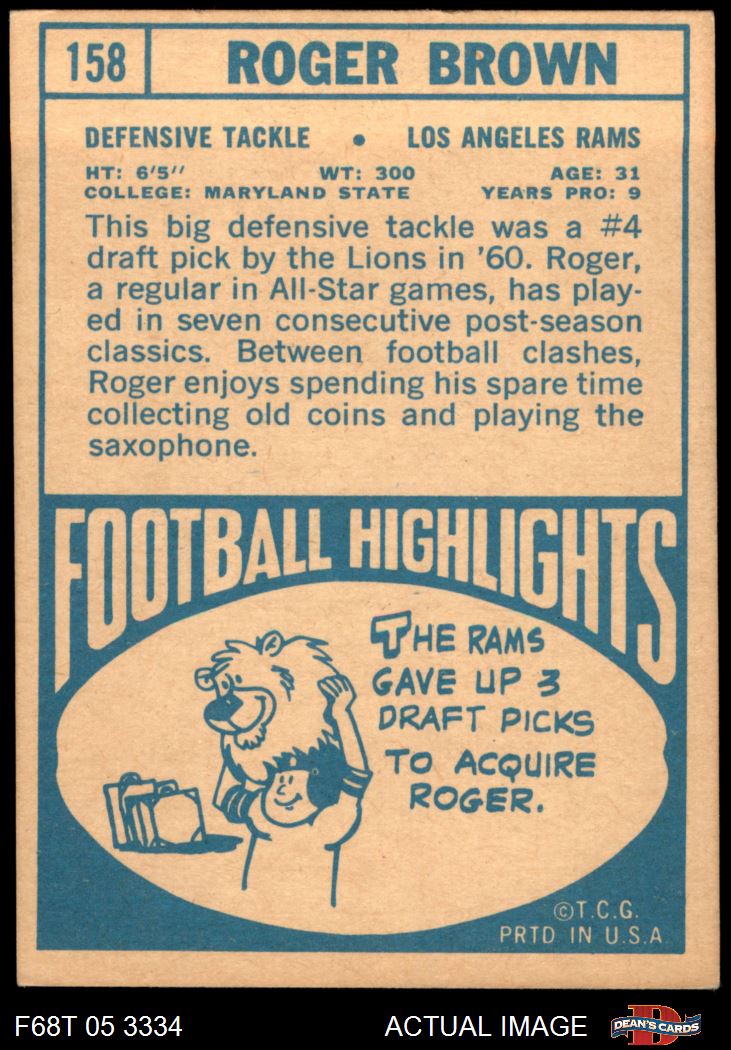 158 ROGER BROWN
DEFENSIVE TACKLE • LOS ANGELES RAMS
HT: 6'5'' WT: 300 AGE: 31
COLLEGE: MARYLAND STATE YEARS PRO: 9
This big defensive tackle was a #4
draft pick by the Lions in '60. Roger,
a regular in All-Star games, has play-
ed in seven consecutive post-season
classics. Between football clashes,
Roger enjoys spending his spare time
collecting old coins and playing the
saxophone.
FOOTBALL HIGHLIGHTS
THE RAMS
GAVE UP 3
DRAFT PICKS
TO ACQUIRE
ROGER.
©T.C.G.
PRTD IN U.S.A
F68T 05 3334 ACTUAL IMAGE D DEAN'S CARDS